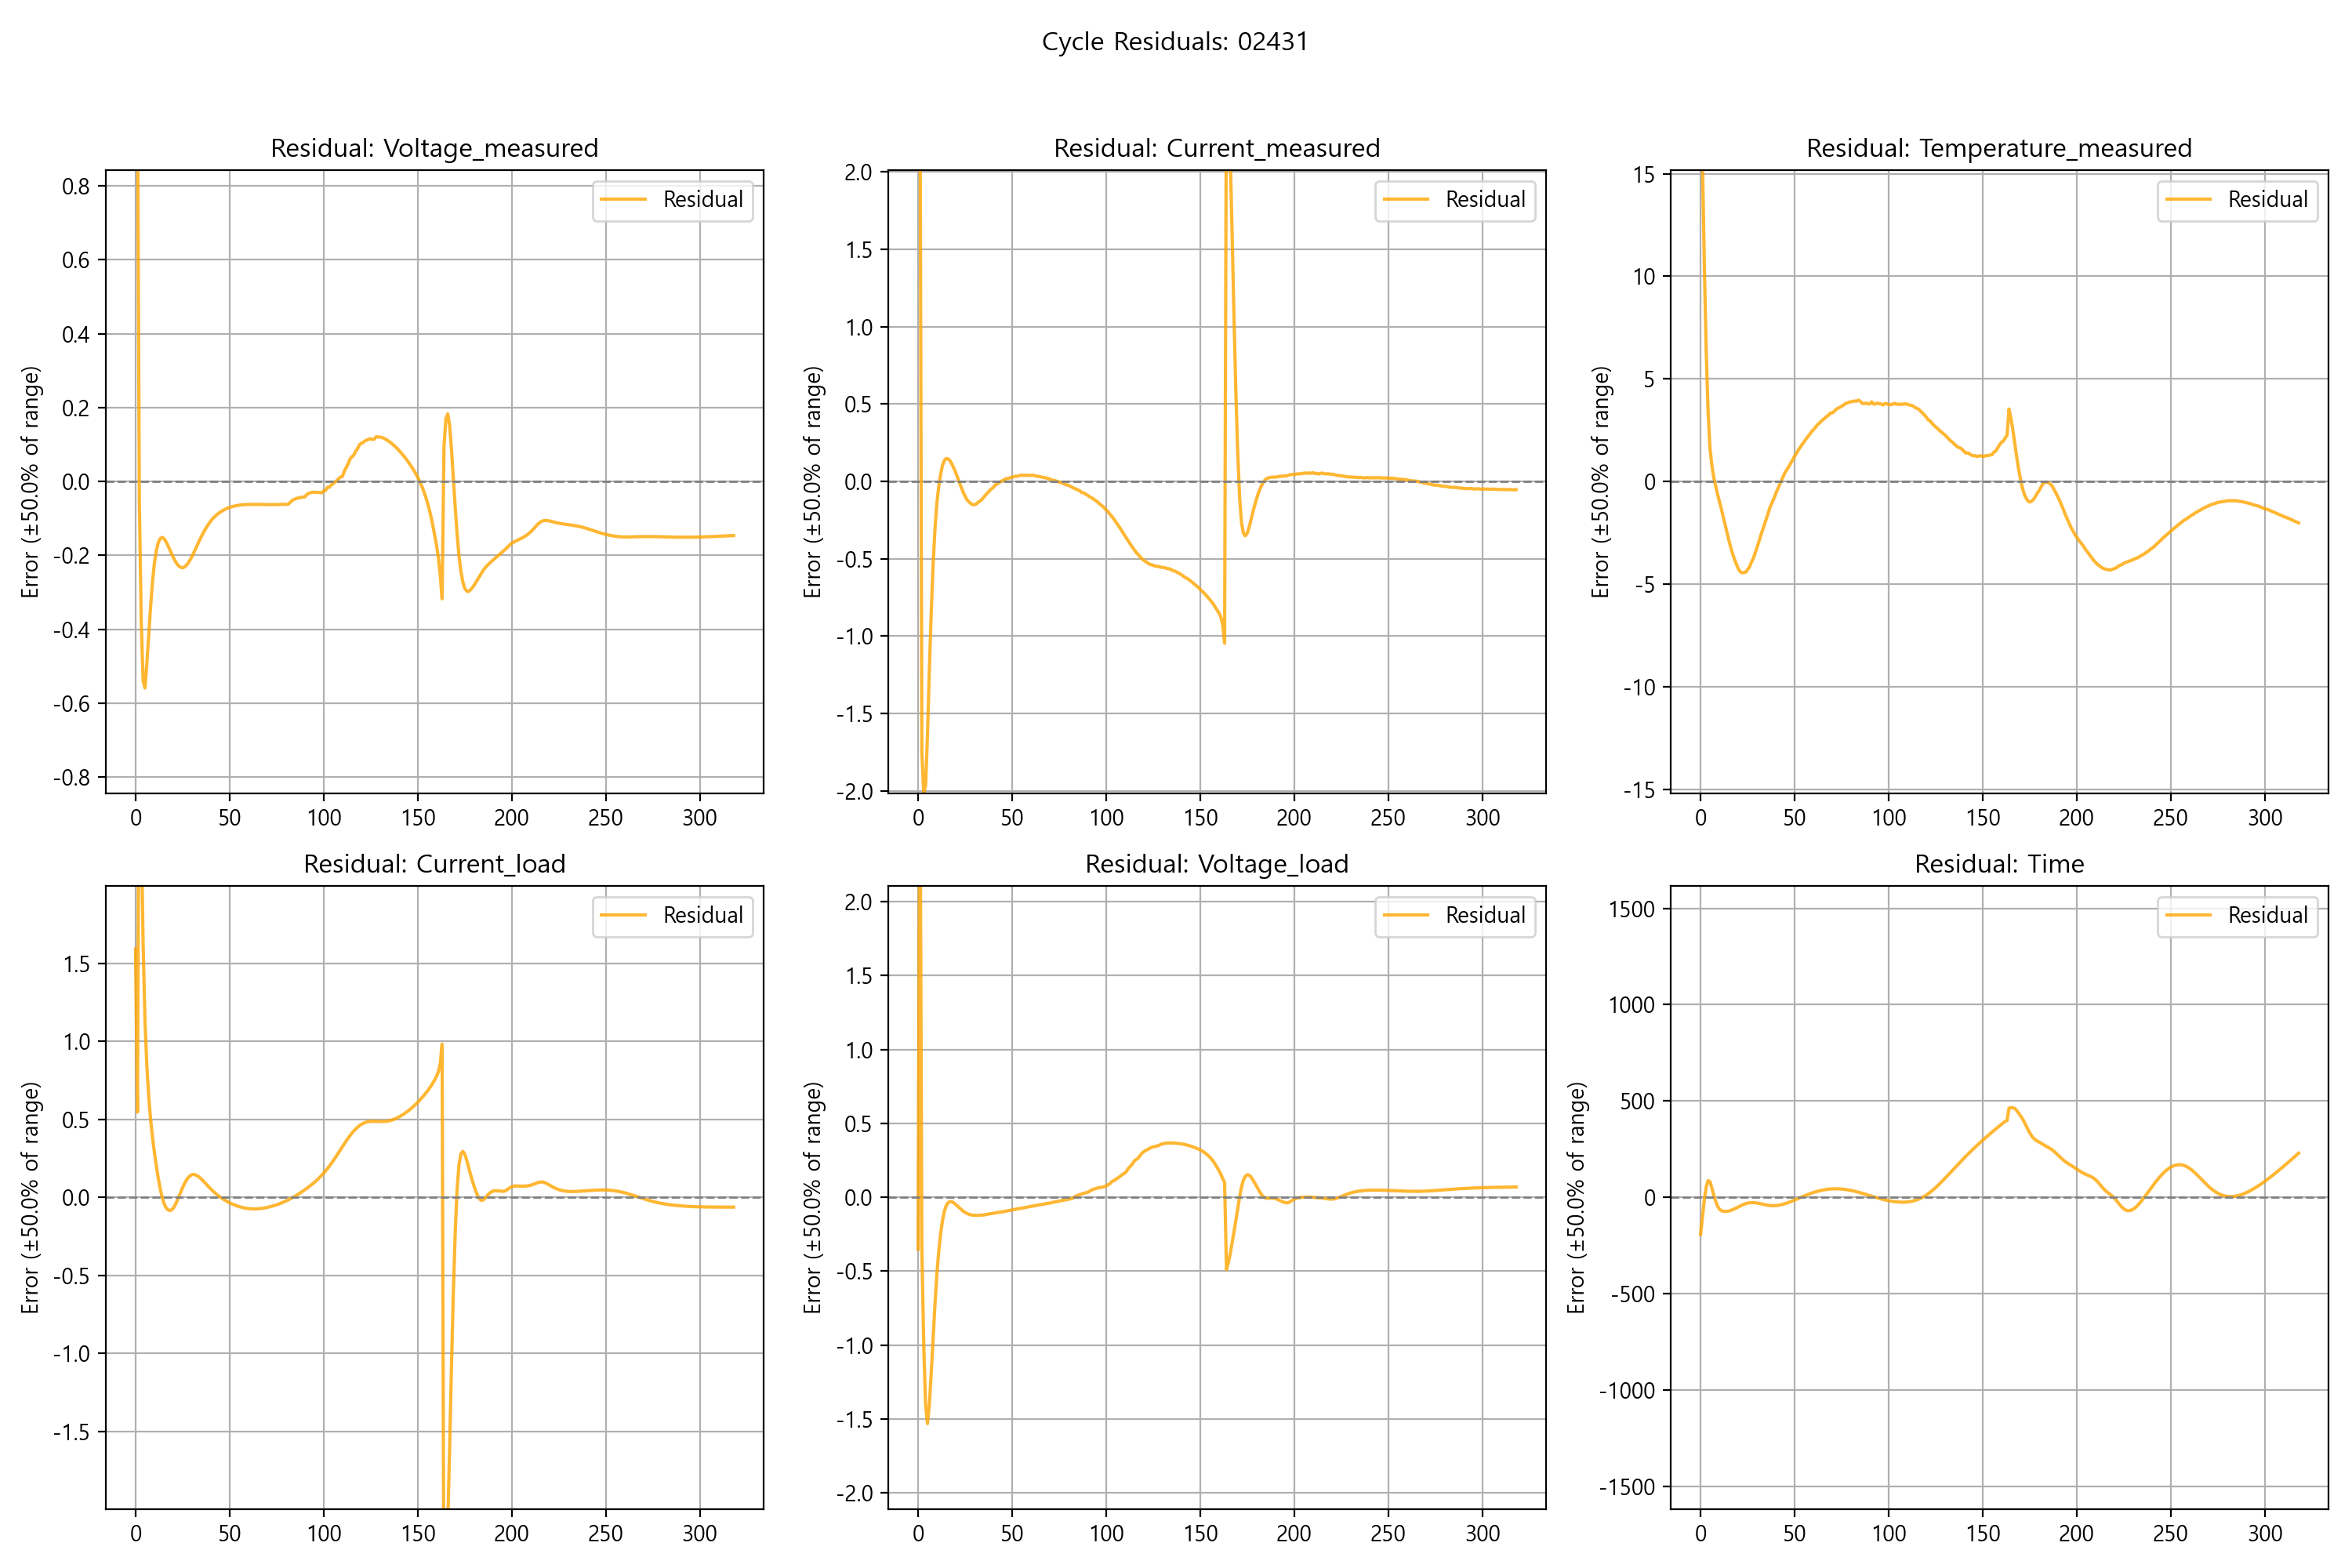 Cycle Residuals: 02431
Residual: Voltage_measured
Residual: Current_measured
Residual: Temperature_measured
Error (±50.0% of range)
0.8
0.6
0.4
0.2
0.0
-0.2
-0.4
-0.6
-0.8
Residual
0 50 100 150 200 250 300
Error (±50.0% of range)
2.0
1.5
1.0
0.5
0.0
-0.5
-1.0
-1.5
-2.0
Residual
0 50 100 150 200 250 300
Error (±50.0% of range)
15
10
5
0
-5
-10
-15
Residual
0 50 100 150 200 250 300
Residual: Current_load
Residual: Voltage_load
Residual: Time
Error (±50.0% of range)
1.5
1.0
0.5
0.0
-0.5
-1.0
-1.5
Residual
0 50 100 150 200 250 300
Error (±50.0% of range)
2.0
1.5
1.0
0.5
0.0
-0.5
-1.0
-1.5
-2.0
Residual
0 50 100 150 200 250 300
Error (±50.0% of range)
1500
1000
500
0
-500
-1000
-1500
Residual
0 50 100 150 200 250 300